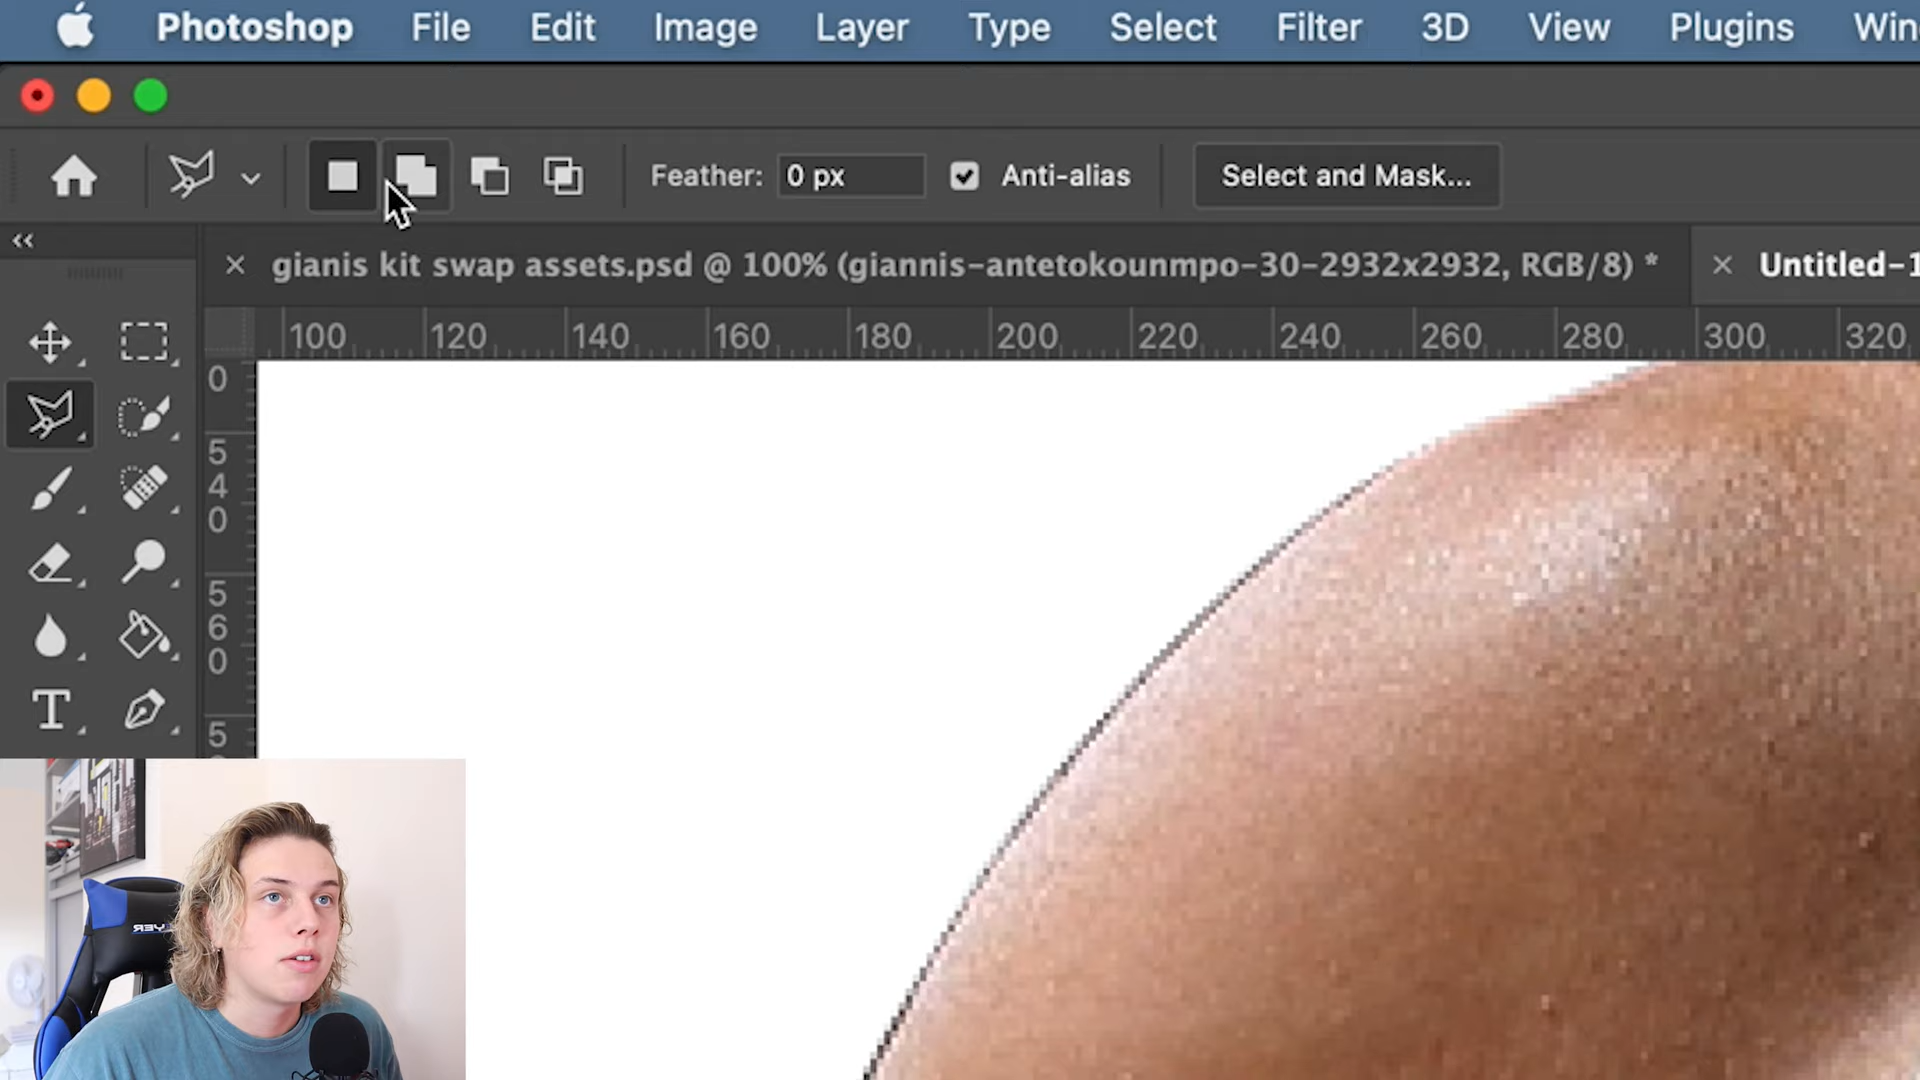 Photoshop File Edit Image Layer Type Select Filter 3D View Plugins Win
Feather: 0 px Anti-alias Select and Mask...
× gianis kit swap assets.psd @ 100% (giannis-antetokounmpo-30-2932x2932, RGB/8) * × Untitled-1
100 120 140 160 180 200 220 240 260 280 300 320
0
5
4
0
5
6
0
5
T